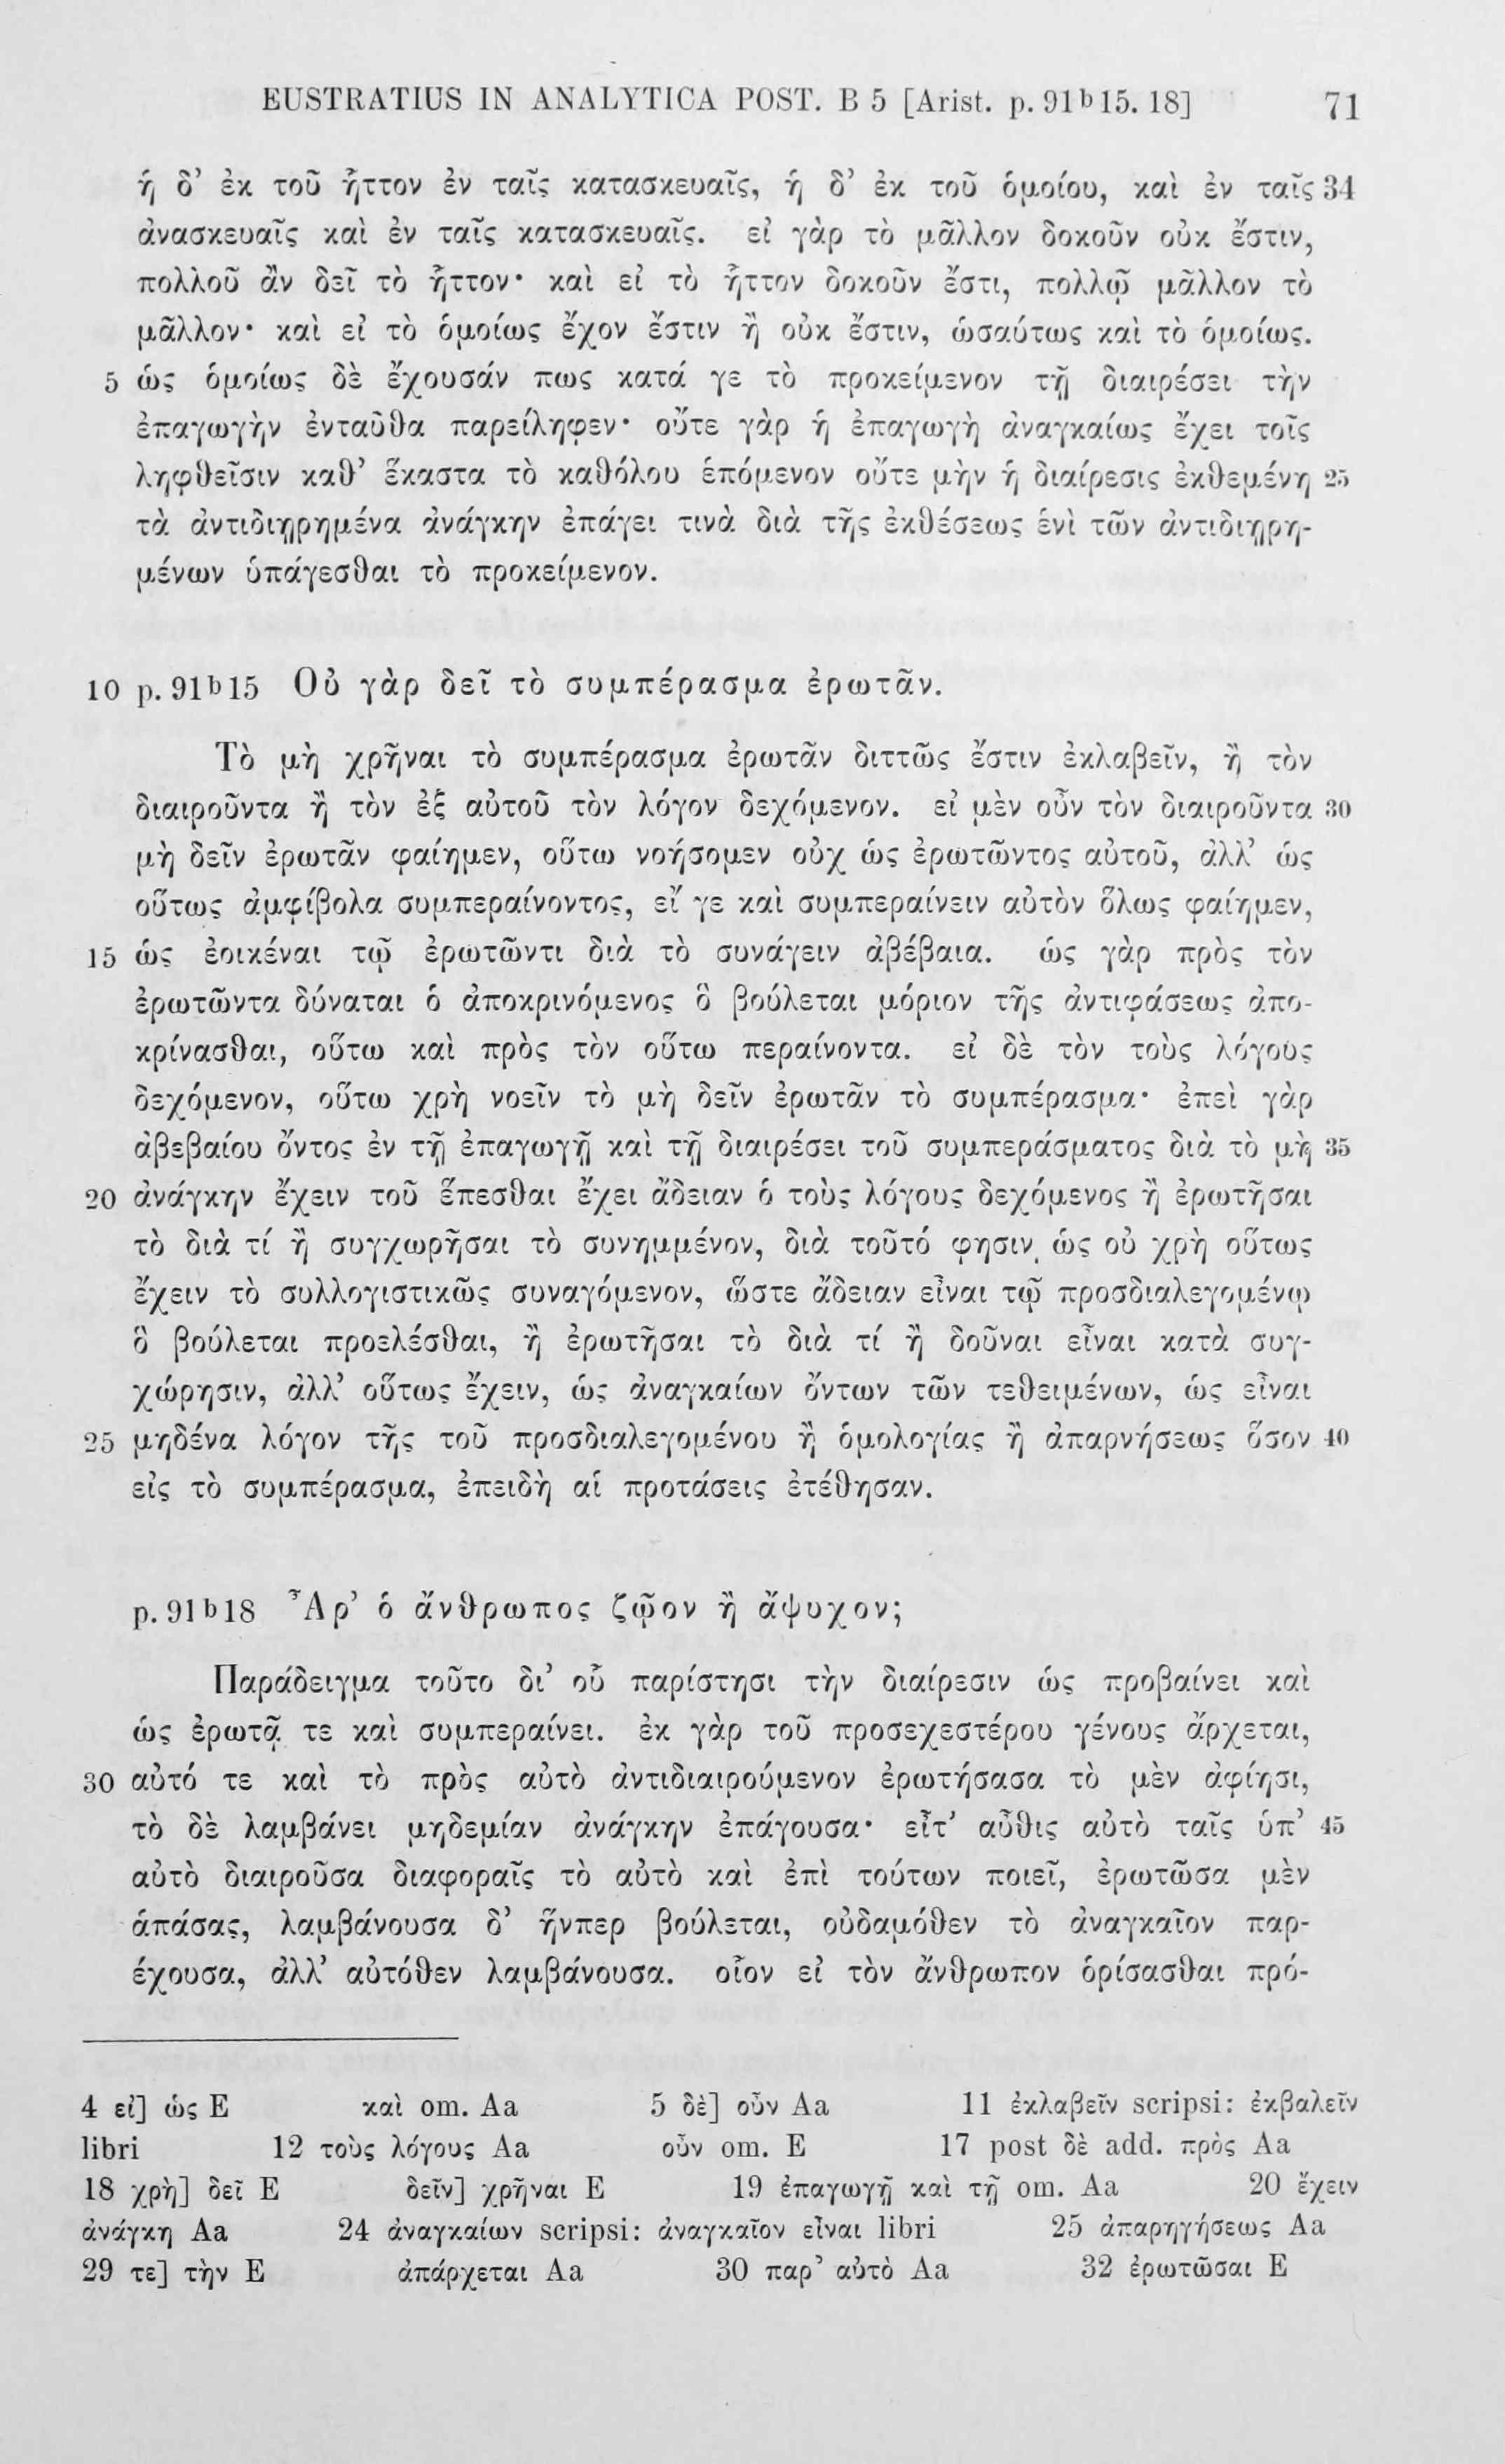 EUSTRATIUS IN ANALYTICA POST. B 5 [Arist. p. 91ᵇ15. 18] 71
ἡ δ’ ἐκ τοῦ ἧττον ἐν ταῖς κατασκευαῖς, ἡ δ’ ἐκ τοῦ ὁμοίου, καὶ ἐν ταῖς 34
ἀνασκευαῖς καὶ ἐν ταῖς κατασκευαῖς. εἰ γὰρ τὸ μᾶλλον δοκοῦν οὐκ ἔστιν,
πολλοῦ ἂν δεῖ τὸ ἧττον· καὶ εἰ τὸ ἧττον δοκοῦν ἔστι, πολλῷ μᾶλλον τὸ
μᾶλλον· καὶ εἰ τὸ ὁμοίως ἔχον ἔστιν ἢ οὐκ ἔστιν, ὡσαύτως καὶ τὸ ὁμοίως.
5 ὡς ὁμοίως δὲ ἔχουσάν πως κατά γε τὸ προκείμενον τῇ διαιρέσει τὴν
ἐπαγωγὴν ἐνταῦθα παρείληφεν· οὔτε γὰρ ἡ ἐπαγωγὴ ἀναγκαίως ἔχει τοῖς
ληφθεῖσιν καθ’ ἕκαστα τὸ καθόλου ἑπόμενον οὔτε μὴν ἡ διαίρεσις ἐκθεμένη 25
τὰ ἀντιδιῃρημένα ἀνάγκην ἐπάγει τινὰ διὰ τῆς ἐκθέσεως ἑνὶ τῶν ἀντιδιῃρη-
μένων ὑπάγεσθαι τὸ προκείμενον.
10 p. 91ᵇ15 Οὐ γὰρ δεῖ τὸ συμπέρασμα ἐρωτᾶν.
Τὸ μὴ χρῆναι τὸ συμπέρασμα ἐρωτᾶν διττῶς ἔστιν ἐκλαβεῖν, ἢ τὸν
διαιροῦντα ἢ τὸν ἐξ αὐτοῦ τὸν λόγον δεχόμενον. εἰ μὲν οὖν τὸν διαιροῦντα 30
μὴ δεῖν ἐρωτᾶν φαίημεν, οὕτω νοήσομεν οὐχ ὡς ἐρωτῶντος αὐτοῦ, ἀλλ’ ὡς
οὕτως ἀμφίβολα συμπεραίνοντος, εἴ γε καὶ συμπεραίνειν αὐτὸν ὅλως φαίημεν,
15 ὡς ἐοικέναι τῷ ἐρωτῶντι διὰ τὸ συνάγειν ἀβέβαια. ὡς γὰρ πρὸς τὸν
ἐρωτῶντα δύναται ὁ ἀποκρινόμενος ὃ βούλεται μόριον τῆς ἀντιφάσεως ἀπο-
κρίνασθαι, οὕτω καὶ πρὸς τὸν οὕτω περαίνοντα. εἰ δὲ τὸν τοὺς λόγους
δεχόμενον, οὕτω χρὴ νοεῖν τὸ μὴ δεῖν ἐρωτᾶν τὸ συμπέρασμα· ἐπεὶ γὰρ
ἀβεβαίου ὄντος ἐν τῇ ἐπαγωγῇ καὶ τῇ διαιρέσει τοῦ συμπεράσματος διὰ τὸ μὴ 35
20 ἀνάγκην ἔχειν τοῦ ἕπεσθαι ἔχει ἄδειαν ὁ τοὺς λόγους δεχόμενος ἢ ἐρωτῆσαι
τὸ διὰ τί ἢ συγχωρῆσαι τὸ συνημμένον, διὰ τοῦτό φησιν ὡς οὐ χρὴ οὕτως
ἔχειν τὸ συλλογιστικῶς συναγόμενον, ὥστε ἄδειαν εἶναι τῷ προσδιαλεγομένῳ
ὃ βούλεται προελέσθαι, ἢ ἐρωτῆσαι τὸ διὰ τί ἢ δοῦναι εἶναι κατὰ συγ-
χώρησιν, ἀλλ’ οὕτως ἔχειν, ὡς ἀναγκαίων ὄντων τῶν τεθειμένων, ὡς εἶναι
25 μηδένα λόγον τῆς τοῦ προσδιαλεγομένου ἢ ὁμολογίας ἢ ἀπαρνήσεως ὅσον 40
εἰς τὸ συμπέρασμα, ἐπειδὴ αἱ προτάσεις ἐτέθησαν.
p. 91ᵇ18 Ἆρ’ ὁ ἄνθρωπος ζῷον ἢ ἄψυχον;
Παράδειγμα τοῦτο δι’ οὗ παρίστησι τὴν διαίρεσιν ὡς προβαίνει καὶ
ὡς ἐρωτᾷ τε καὶ συμπεραίνει. ἐκ γὰρ τοῦ προσεχεστέρου γένους ἄρχεται,
30 αὐτό τε καὶ τὸ πρὸς αὐτὸ ἀντιδιαιρούμενον ἐρωτήσασα τὸ μὲν ἀφίησι,
τὸ δὲ λαμβάνει μηδεμίαν ἀνάγκην ἐπάγουσα· εἶτ’ αὖθις αὐτὸ ταῖς ὑπ’ 45
αὐτὸ διαιροῦσα διαφοραῖς τὸ αὐτὸ καὶ ἐπὶ τούτων ποιεῖ, ἐρωτῶσα μὲν
ἁπάσας, λαμβάνουσα δ’ ἥνπερ βούλεται, οὐδαμόθεν τὸ ἀναγκαῖον παρ-
έχουσα, ἀλλ’ αὐτόθεν λαμβάνουσα. οἷον εἰ τὸν ἄνθρωπον ὁρίσασθαι πρό-
4 εἰ] ὡς E καὶ om. Aa 5 δὲ] οὖν Aa 11 ἐκλαβεῖν scripsi: ἐκβαλεῖν
libri 12 τοὺς λόγους Aa οὖν om. E 17 post δὲ add. πρὸς Aa
18 χρὴ] δεῖ E δεῖν] χρῆναι E 19 ἐπαγωγῇ καὶ τῇ om. Aa 20 ἔχειν
ἀνάγκη Aa 24 ἀναγκαίων scripsi: ἀναγκαῖον εἶναι libri 25 ἀπαρηγήσεως Aa
29 τε] τὴν E ἀπάρχεται Aa 30 παρ’ αὐτὸ Aa 32 ἐρωτῶσαι E